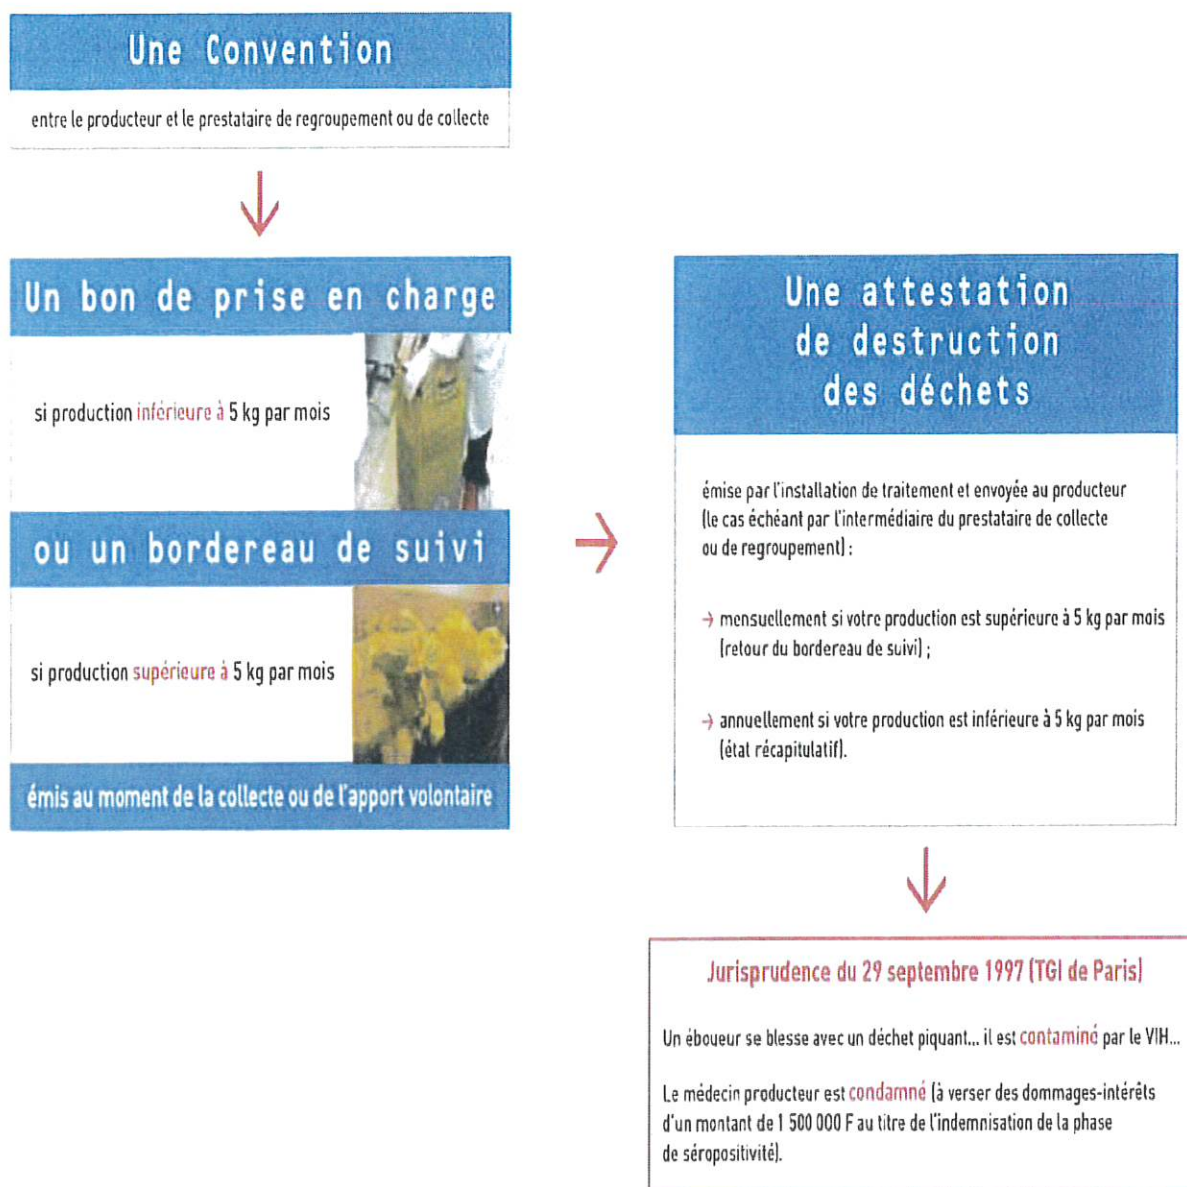 Une Convention
entre le producteur et le prestataire de regroupement ou de collecte
Un bon de prise en charge
si production inférieure à 5 kg par mois
ou un bordereau de suivi
si production supérieure à 5 kg par mois
émis au moment de la collecte ou de l'apport volontaire
Une attestation
de destruction
des déchets
émise par l'installation de traitement et envoyée au producteur
(le cas échéant par l'intermédiaire du prestataire de collecte
ou de regroupement) :
→ mensuellement si votre production est supérieure à 5 kg par mois
(retour du bordereau de suivi) ;
→ annuellement si votre production est inférieure à 5 kg par mois
(état récapitulatif).
Jurisprudence du 29 septembre 1997 (TGI de Paris)
Un éboueur se blesse avec un déchet piquant... il est contaminé par le VIH...
Le médecin producteur est condamné (à verser des dommages-intérêts
d'un montant de 1 500 000 F au titre de l'indemnisation de la phase
de séropositivité).